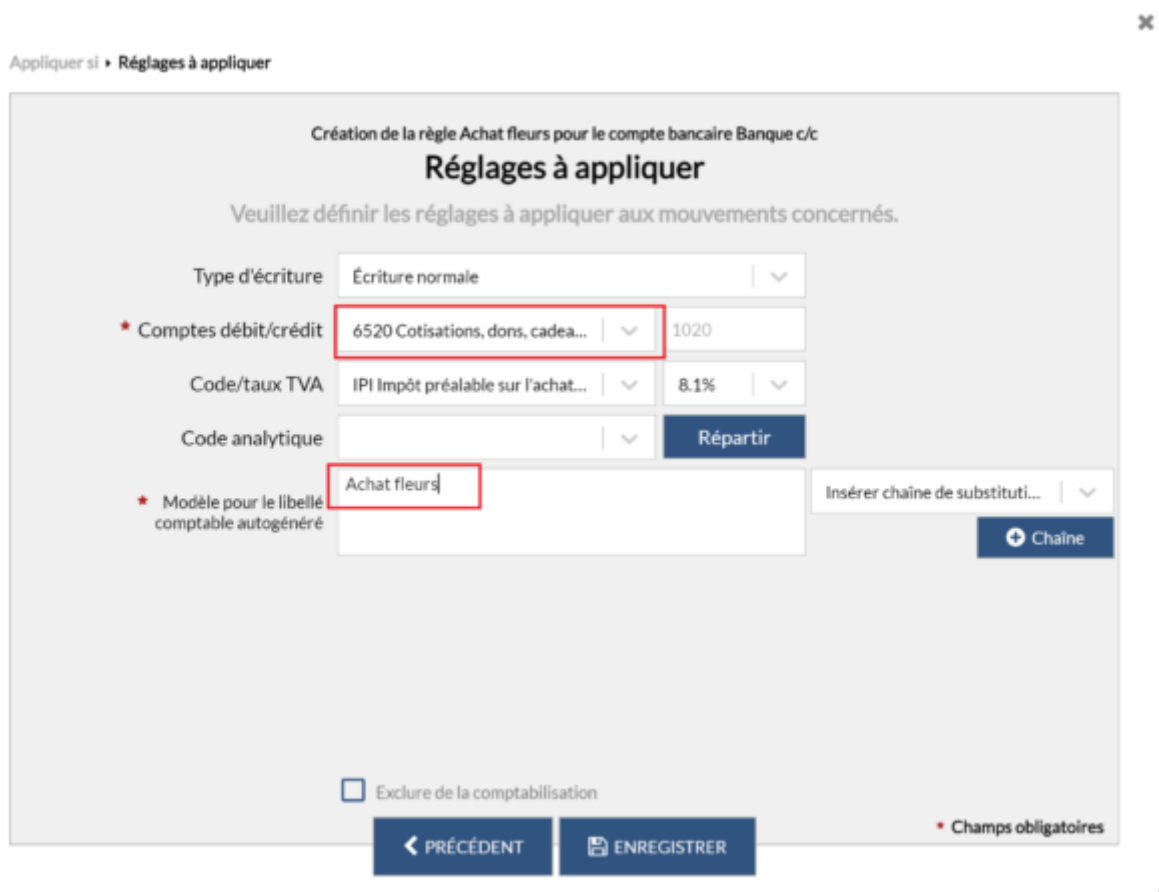 Appliquer si ▸ Réglages à appliquer
Création de la règle Achat fleurs pour le compte bancaire Banque c/c
Réglages à appliquer
Veuillez définir les réglages à appliquer aux mouvements concernés.
Type d'écriture Écriture normale
* Comptes débit/crédit 6520 Cotisations, dons, cadea... 1020
Code/taux TVA IPI Impôt préalable sur l'achat... 8.1%
Code analytique Répartir
* Modèle pour le libellé
comptable autogénéré
Achat fleurs
Insérer chaîne de substituti...
Chaîne
Exclure de la comptabilisation
* Champs obligatoires
PRÉCÉDENT ENREGISTRER